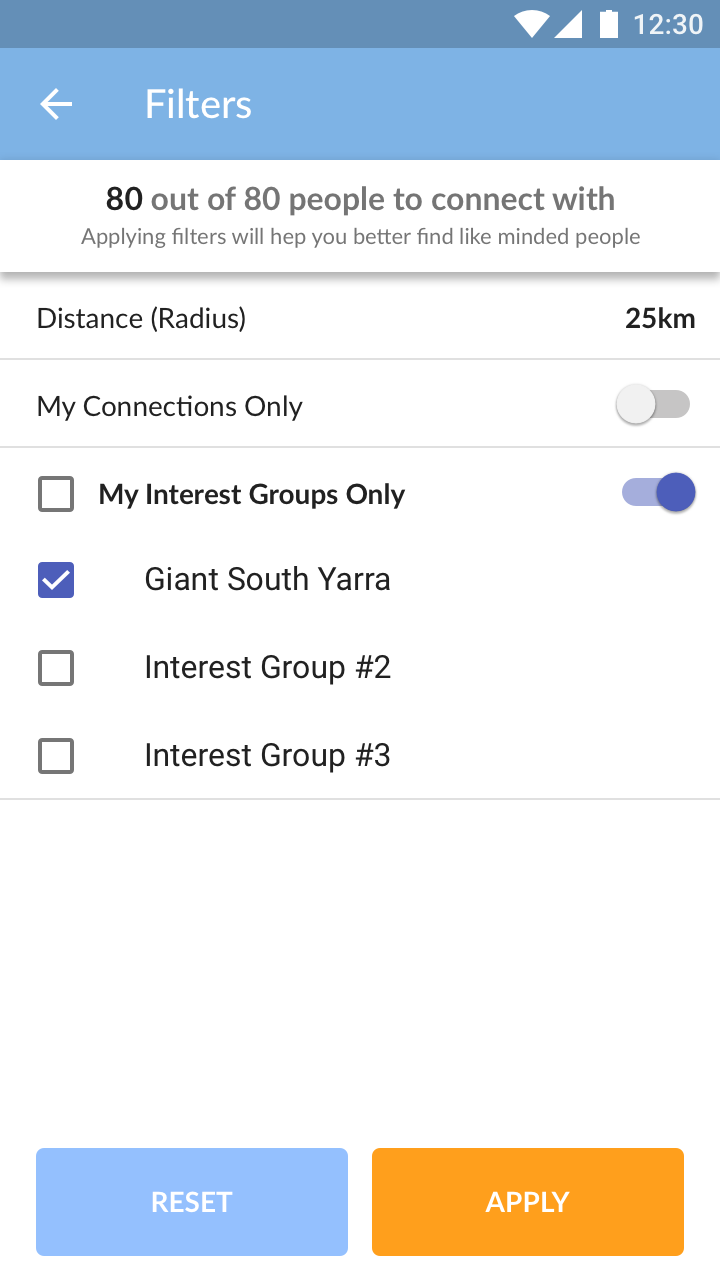 12:30
Filters
80 out of 80 people to connect with
Applying filters will hep you better find like minded people
Distance (Radius) 25km
My Connections Only
My Interest Groups Only
Giant South Yarra
Interest Group #2
Interest Group #3
RESET APPLY